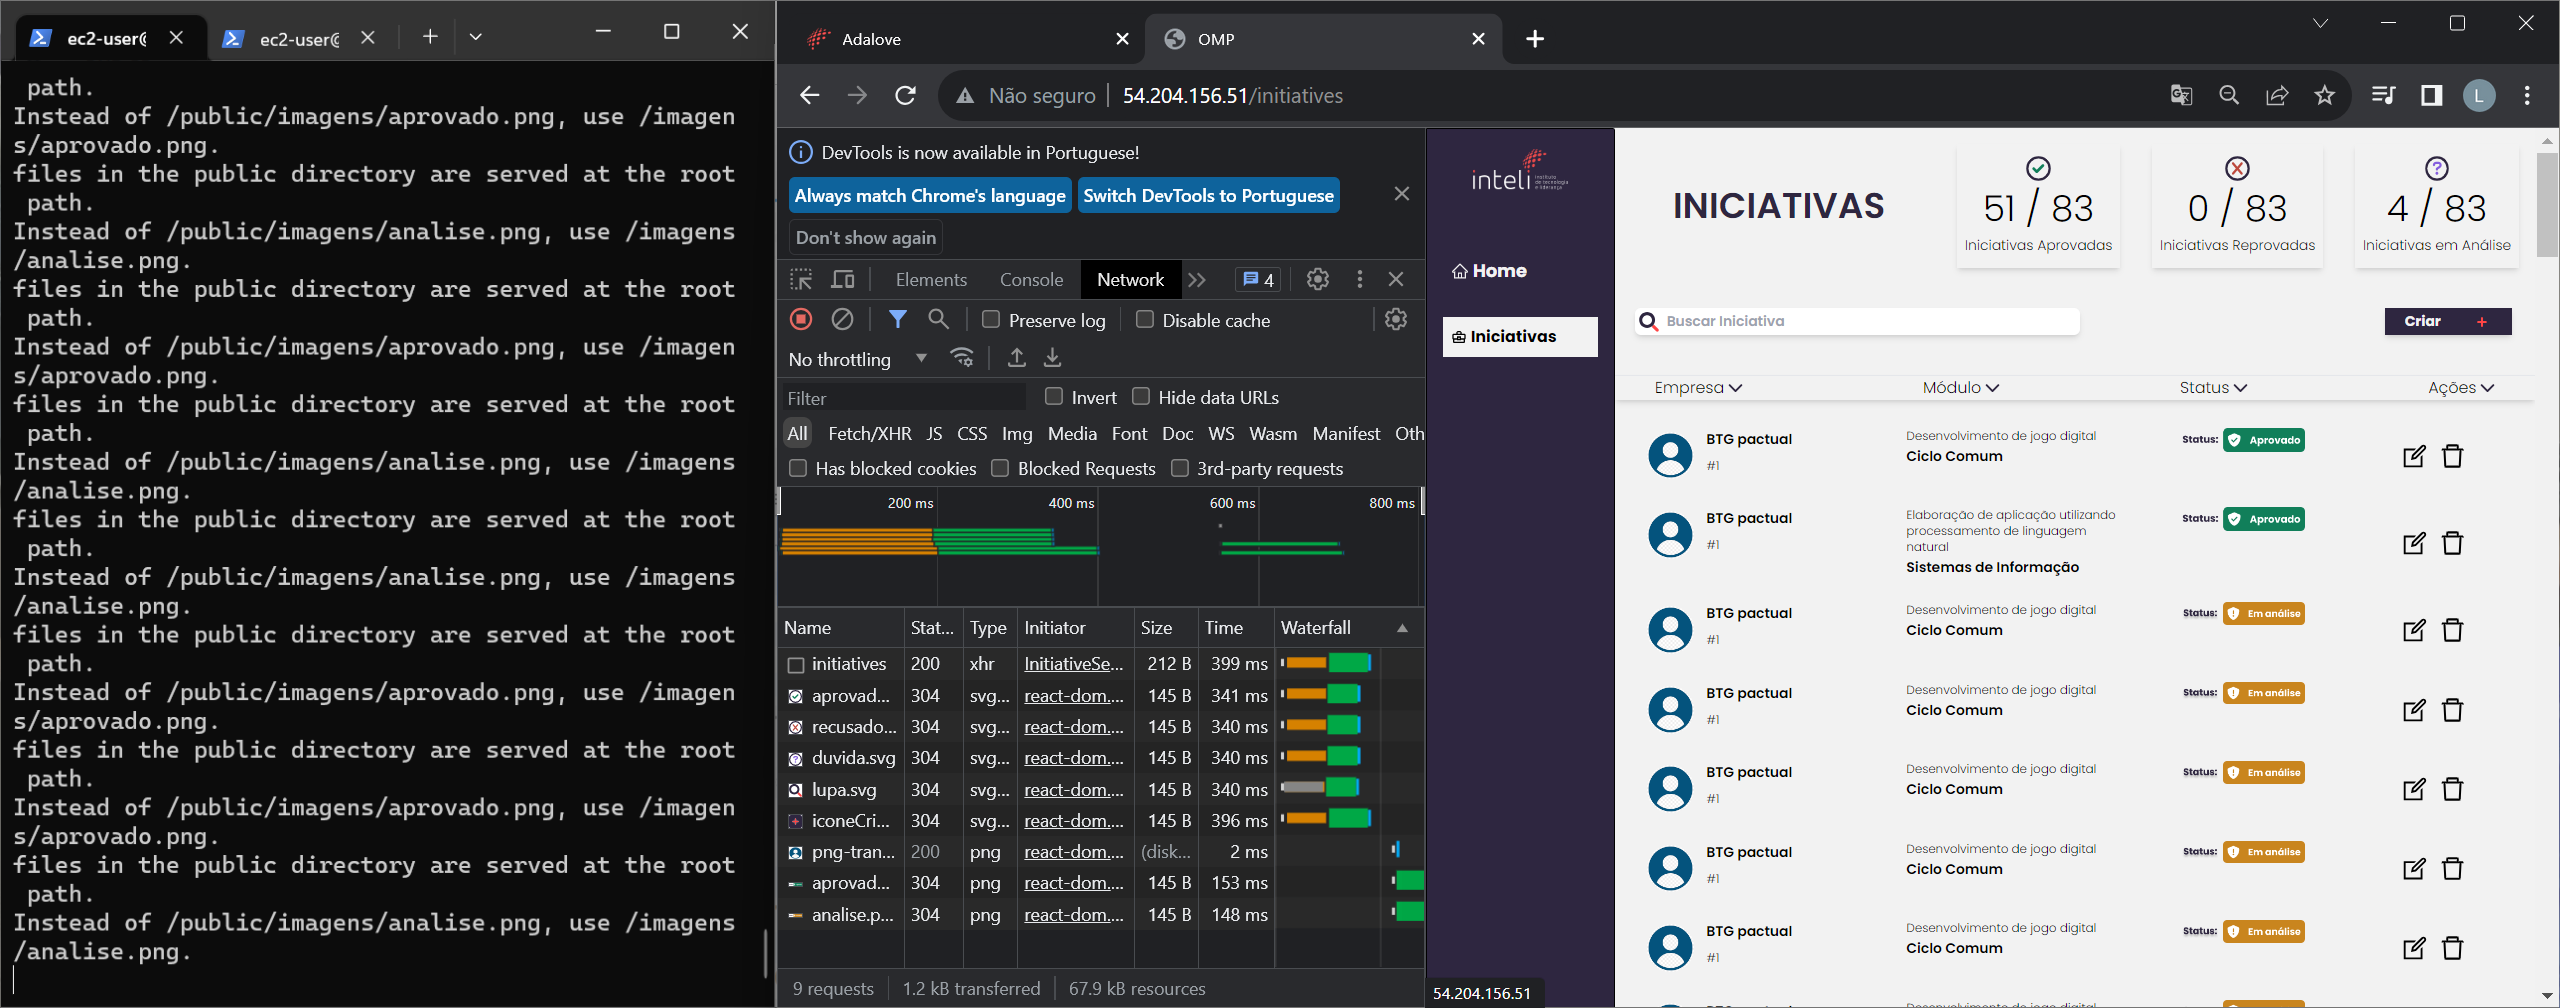 ec2-user@
ec2-user@
path.
Instead of /public/imagens/aprovado.png, use /imagen
s/aprovado.png.
files in the public directory are served at the root
path.
Instead of /public/imagens/analise.png, use /imagens
/analise.png.
files in the public directory are served at the root
path.
Instead of /public/imagens/aprovado.png, use /imagen
s/aprovado.png.
files in the public directory are served at the root
path.
Instead of /public/imagens/analise.png, use /imagens
/analise.png.
files in the public directory are served at the root
path.
Instead of /public/imagens/analise.png, use /imagens
/analise.png.
files in the public directory are served at the root
path.
Instead of /public/imagens/aprovado.png, use /imagen
s/aprovado.png.
files in the public directory are served at the root
path.
Instead of /public/imagens/aprovado.png, use /imagen
s/aprovado.png.
files in the public directory are served at the root
path.
Instead of /public/imagens/analise.png, use /imagens
/analise.png.
Adalove
OMP
Não seguro 54.204.156.51/initiatives
L
DevTools is now available in Portuguese!
Always match Chrome's language Switch DevTools to Portuguese
Don't show again
Elements Console Network 4
Preserve log Disable cache
No throttling
Filter Invert Hide data URLs
All Fetch/XHR JS CSS Img Media Font Doc WS Wasm Manifest Oth
Has blocked cookies Blocked Requests 3rd-party requests
200 ms 400 ms 600 ms 800 ms
Name Stat... Type Initiator Size Time Waterfall
initiatives 200 xhr InitiativeSe... 212 B 399 ms
aprovad... 304 svg... react-dom.... 145 B 341 ms
recusado... 304 svg... react-dom.... 145 B 340 ms
duvida.svg 304 svg... react-dom.... 145 B 340 ms
lupa.svg 304 svg... react-dom.... 145 B 340 ms
iconeCri... 304 svg... react-dom.... 145 B 396 ms
png-tran... 200 png react-dom.... (disk... 2 ms
aprovad... 304 png react-dom.... 145 B 153 ms
analise.p... 304 png react-dom.... 145 B 148 ms
9 requests 1.2 kB transferred 67.9 kB resources
54.204.156.51
inteli instituto de tecnologia e liderança
Home
Iniciativas
INICIATIVAS
51 / 83
Iniciativas Aprovadas
0 / 83
Iniciativas Reprovadas
4 / 83
Iniciativas em Análise
Buscar Iniciativa
Criar +
Empresa Módulo Status Ações
BTG pactual
#1
Desenvolvimento de jogo digital
Ciclo Comum
Status: Aprovado
BTG pactual
#1
Elaboração de aplicação utilizando
processamento de linguagem
natural
Sistemas de Informação
Status: Aprovado
BTG pactual
#1
Desenvolvimento de jogo digital
Ciclo Comum
Status: Em análise
BTG pactual
#1
Desenvolvimento de jogo digital
Ciclo Comum
Status: Em análise
BTG pactual
#1
Desenvolvimento de jogo digital
Ciclo Comum
Status: Em análise
BTG pactual
#1
Desenvolvimento de jogo digital
Ciclo Comum
Status: Em análise
BTG pactual
#1
Desenvolvimento de jogo digital
Ciclo Comum
Status: Em análise